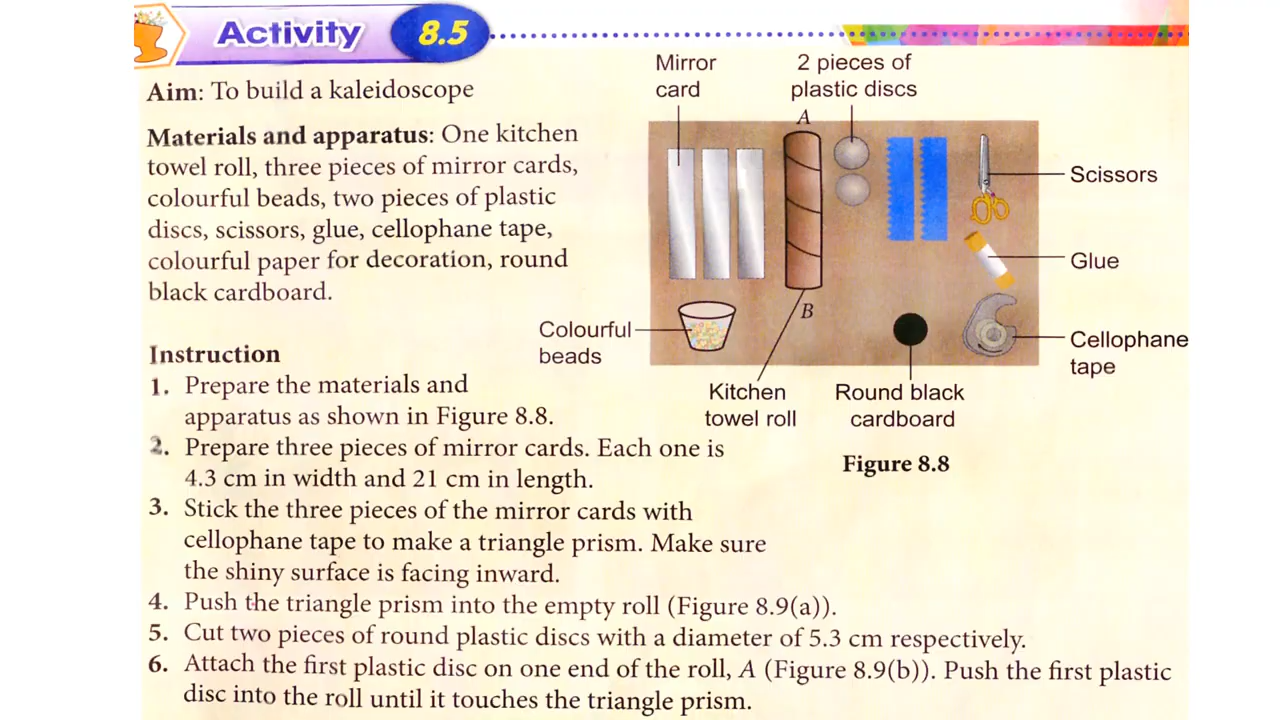 Activity 8.5
Aim: To build a kaleidoscope
Materials and apparatus: One kitchen
towel roll, three pieces of mirror cards,
colourful beads, two pieces of plastic
discs, scissors, glue, cellophane tape,
colourful paper for decoration, round
black cardboard.
Mirror
card
2 pieces of
plastic discs
A
Scissors
Glue
B
Colourful
beads
Cellophane
tape
Kitchen
towel roll
Round black
cardboard
Figure 8.8
Instruction
1. Prepare the materials and
apparatus as shown in Figure 8.8.
2. Prepare three pieces of mirror cards. Each one is
4.3 cm in width and 21 cm in length.
3. Stick the three pieces of the mirror cards with
cellophane tape to make a triangle prism. Make sure
the shiny surface is facing inward.
4. Push the triangle prism into the empty roll (Figure 8.9(a)).
5. Cut two pieces of round plastic discs with a diameter of 5.3 cm respectively.
6. Attach the first plastic disc on one end of the roll, A (Figure 8.9(b)). Push the first plastic
disc into the roll until it touches the triangle prism.